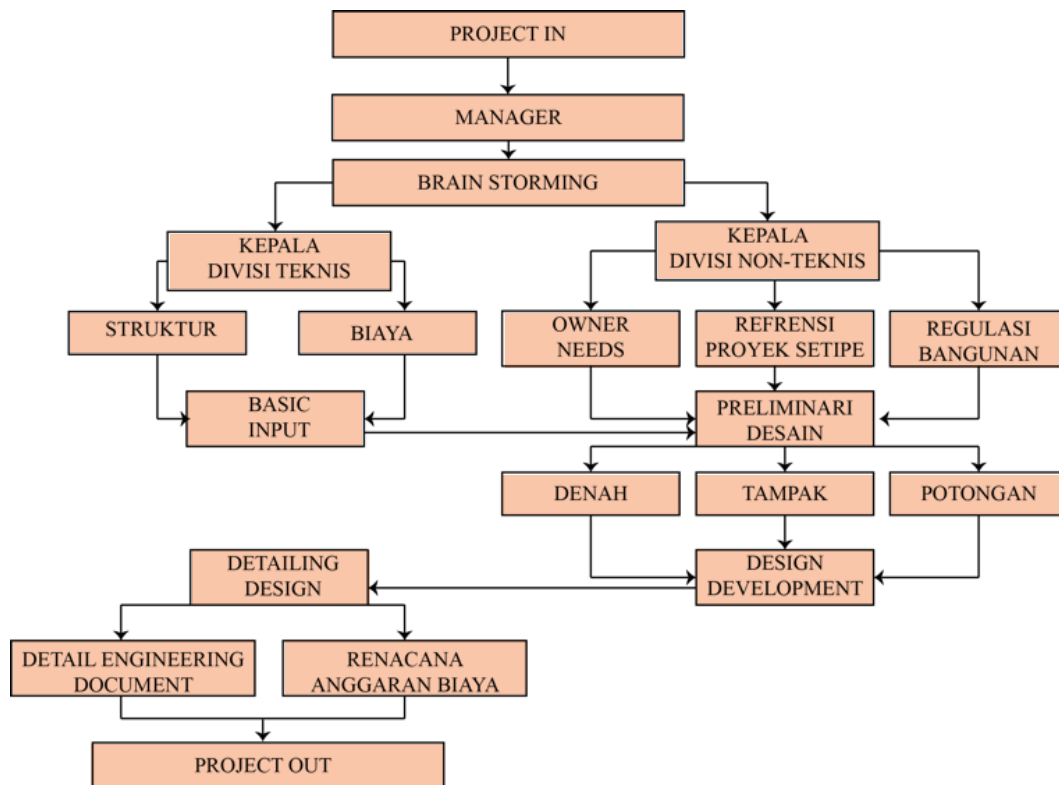 PROJECT IN
MANAGER
BRAIN STORMING
KEPALA
DIVISI TEKNIS
KEPALA
DIVISI NON-TEKNIS
STRUKTUR
BIAYA
OWNER
NEEDS
REFRENSI
PROYEK SETIPE
REGULASI
BANGUNAN
BASIC
INPUT
PRELIMINARI
DESAIN
DENAH
TAMPAK
POTONGAN
DETAILING
DESIGN
DESIGN
DEVELOPMENT
DETAIL ENGINEERING
DOCUMENT
RENACANA
ANGGARAN BIAYA
PROJECT OUT